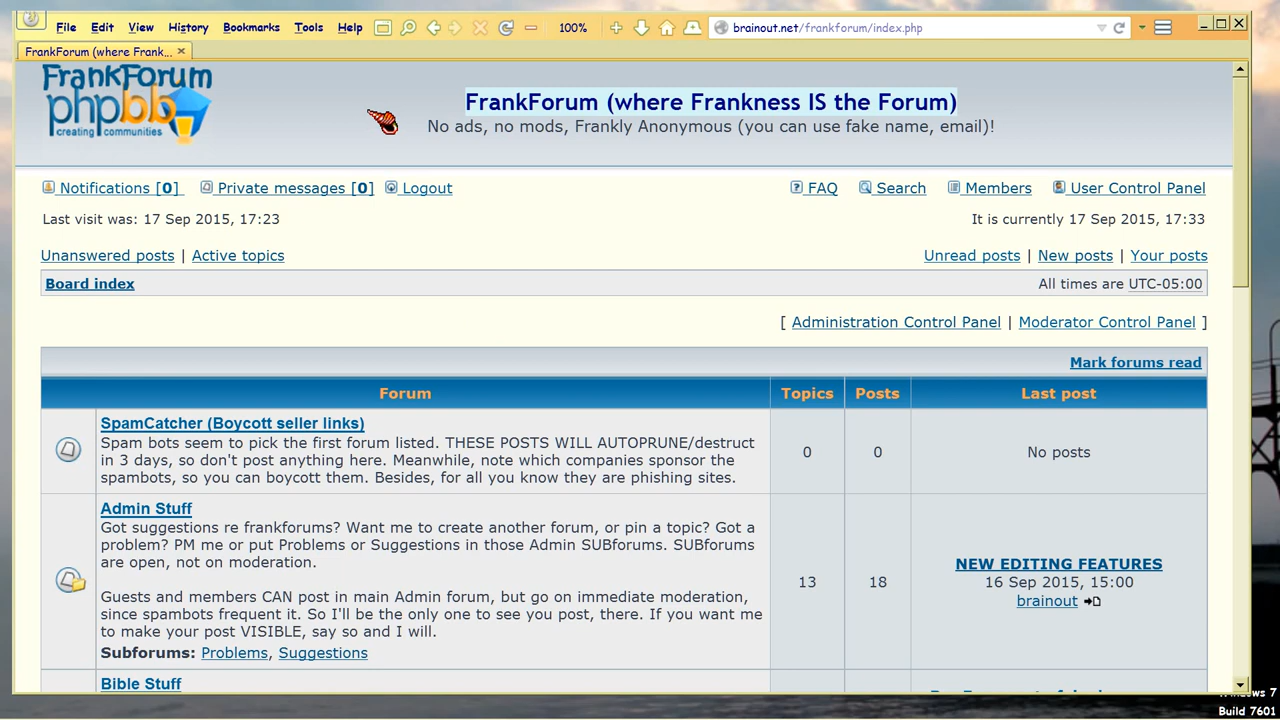 File Edit View History Bookmarks Tools Help 100% brainout.net/frankforum/index.php
FrankForum (where Frank... ×
FrankForum
phpBB
creating communities
FrankForum (where Frankness IS the Forum)
No ads, no mods, Frankly Anonymous (you can use fake name, email)!
Notifications [0] Private messages [0] Logout FAQ Search Members User Control Panel
Last visit was: 17 Sep 2015, 17:23 It is currently 17 Sep 2015, 17:33
Unanswered posts | Active topics Unread posts | New posts | Your posts
Board index All times are UTC-05:00
[ Administration Control Panel | Moderator Control Panel ]
Mark forums read
Forum Topics Posts Last post
SpamCatcher (Boycott seller links)
Spam bots seem to pick the first forum listed. THESE POSTS WILL AUTOPRUNE/destruct
in 3 days, so don't post anything here. Meanwhile, note which companies sponsor the
spambots, so you can boycott them. Besides, for all you know they are phishing sites.
0 0 No posts
Admin Stuff
Got suggestions re frankforums? Want me to create another forum, or pin a topic? Got a
problem? PM me or put Problems or Suggestions in those Admin SUBforums. SUBforums
are open, not on moderation.
Guests and members CAN post in main Admin forum, but go on immediate moderation,
since spambots frequent it. So I'll be the only one to see you post, there. If you want me
to make your post VISIBLE, say so and I will.
Subforums: Problems, Suggestions
13 18
NEW EDITING FEATURES
16 Sep 2015, 15:00
brainout
Bible Stuff
Windows 7
Build 7601